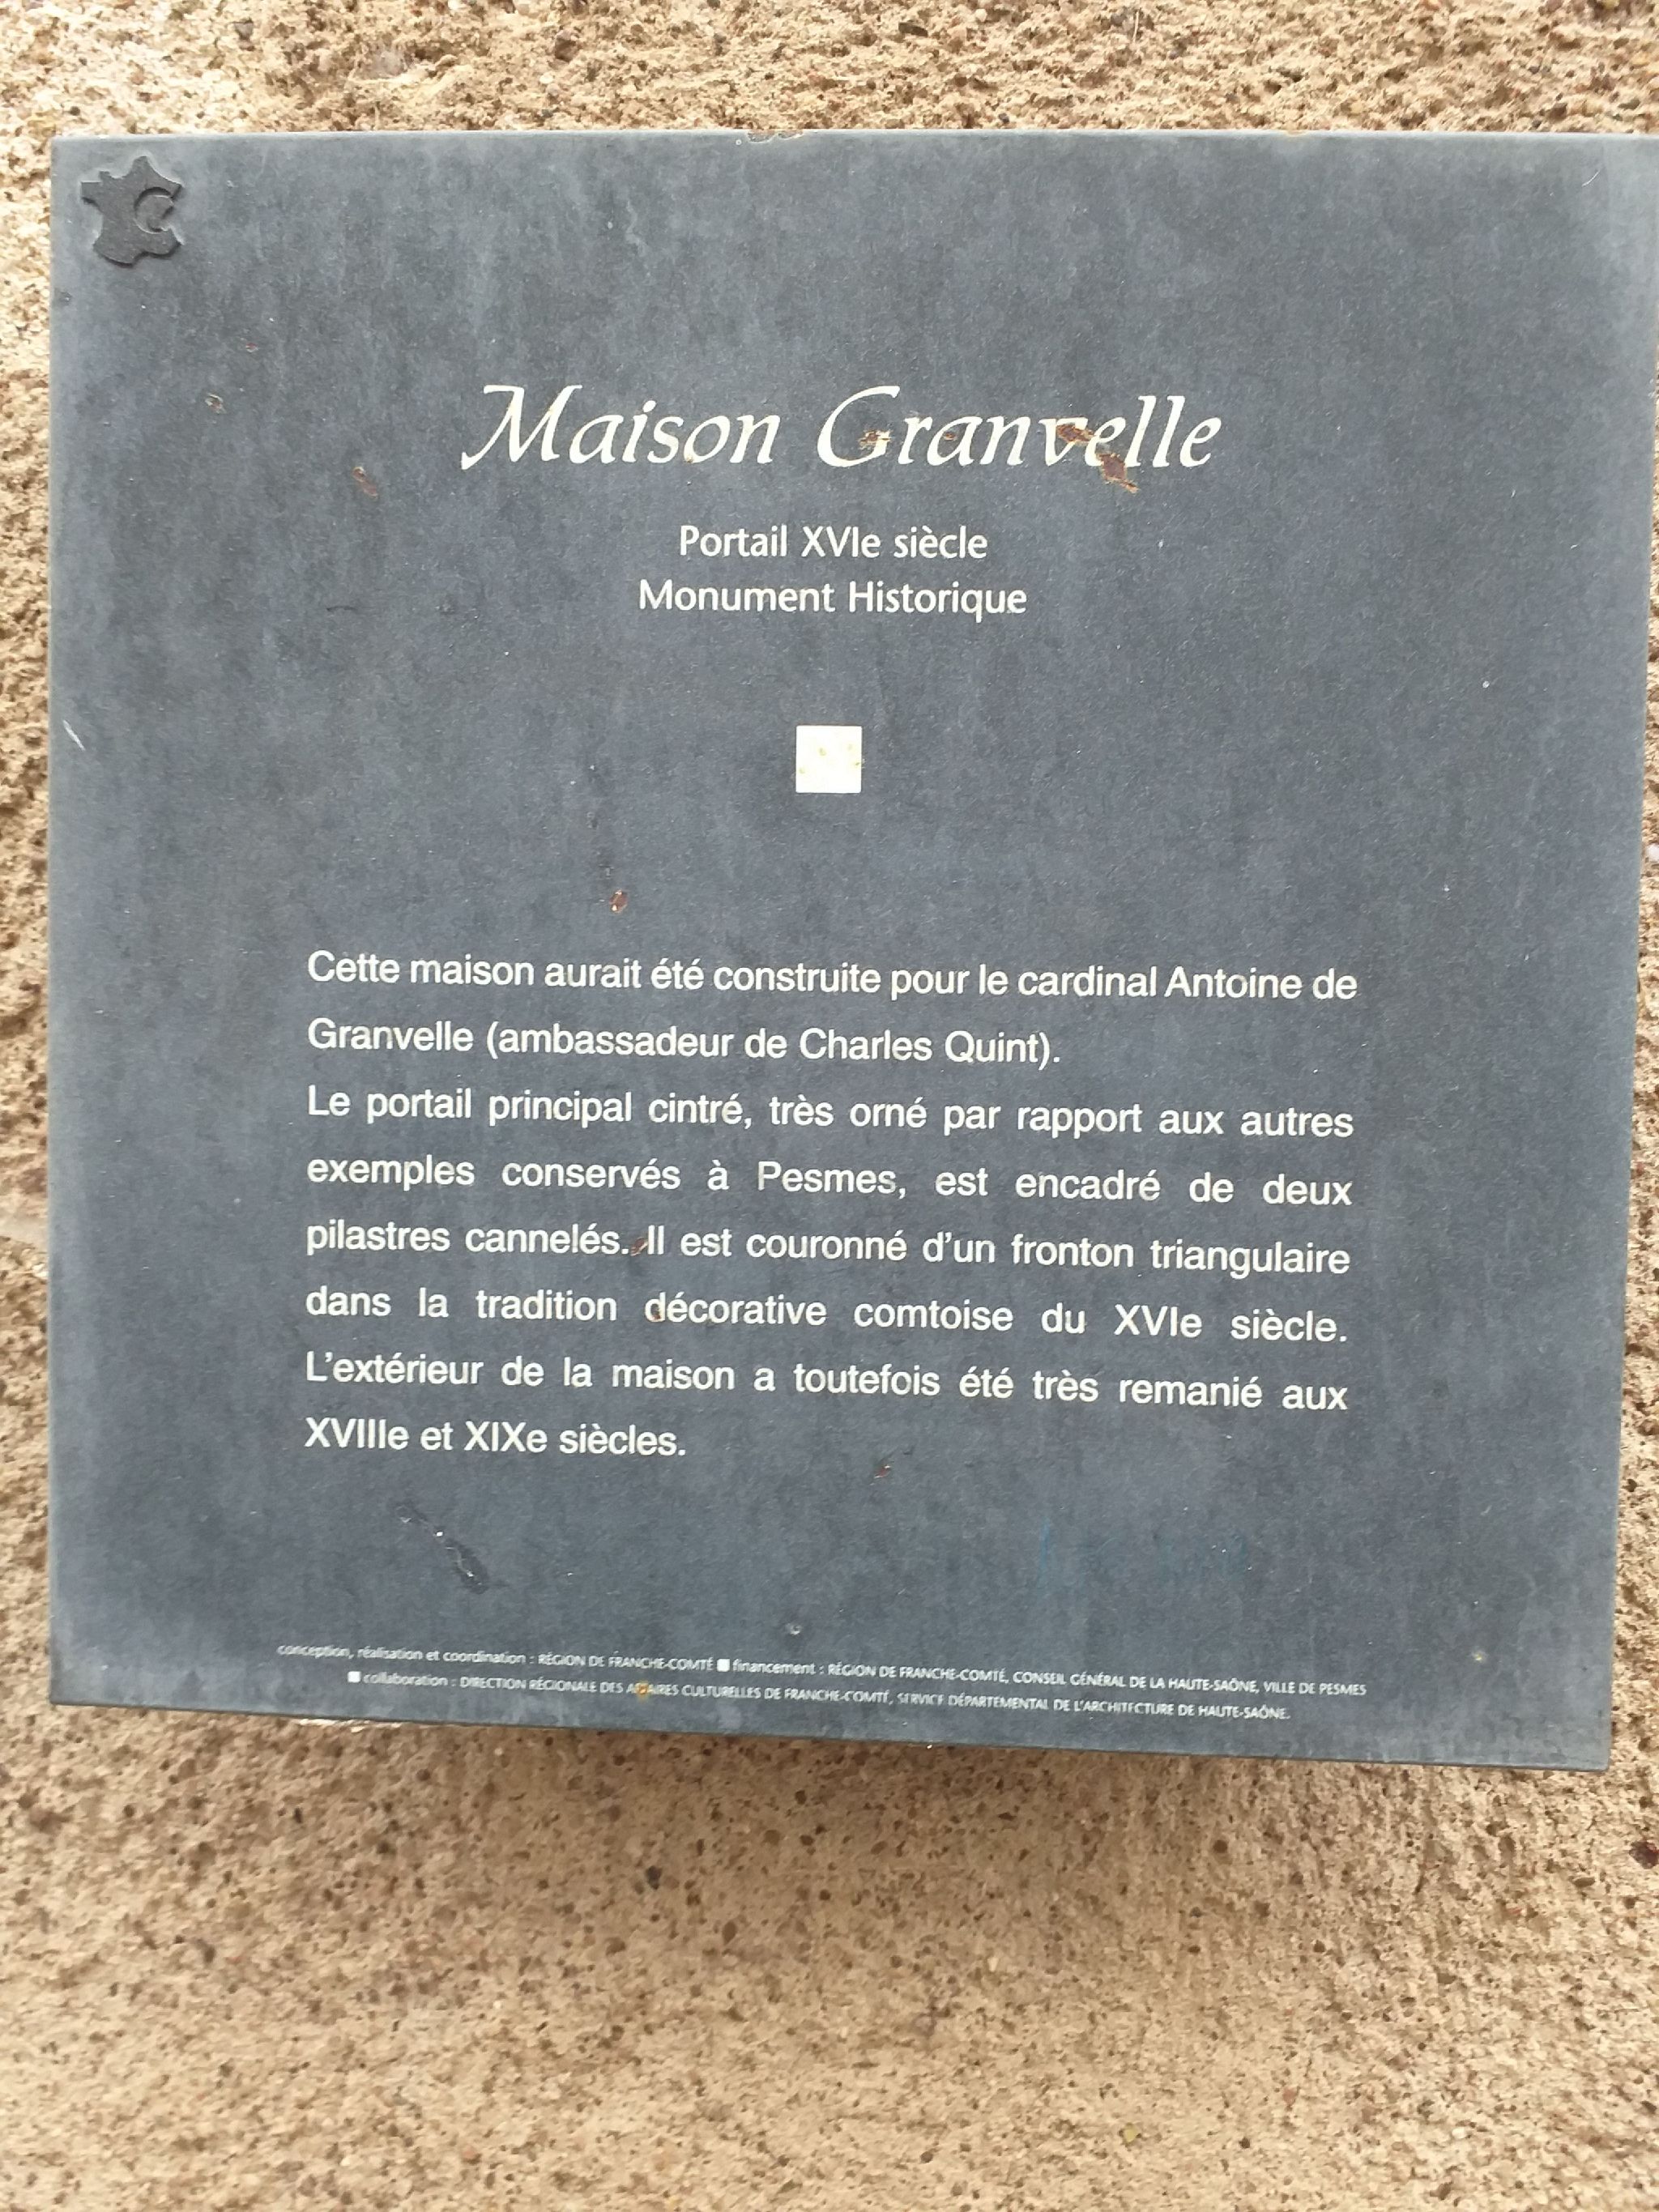 Maison Granvelle
Portail XVIe siècle
Monument Historique
Cette maison aurait été construite pour le cardinal Antoine de
Granvelle (ambassadeur de Charles Quint).
Le portail principal cintré, très orné par rapport aux autres
exemples conservés à Pesmes, est encadré de deux
pilastres cannelés. Il est couronné d'un fronton triangulaire
dans la tradition décorative comtoise du XVIe siècle.
L'extérieur de la maison a toutefois été très remanié aux
XVIIIe et XIXe siècles.
conception, réalisation et coordination : RÉGION DE FRANCHE-COMTÉ ■ financement : RÉGION DE FRANCHE-COMTÉ, CONSEIL GÉNÉRAL DE LA HAUTE-SAÔNE, VILLE DE PESMES
■ collaboration : DIRECTION RÉGIONALE DES AFFAIRES CULTURELLES DE FRANCHE-COMTÉ, SERVICE DÉPARTEMENTAL DE L'ARCHITECTURE DE HAUTE-SAÔNE.